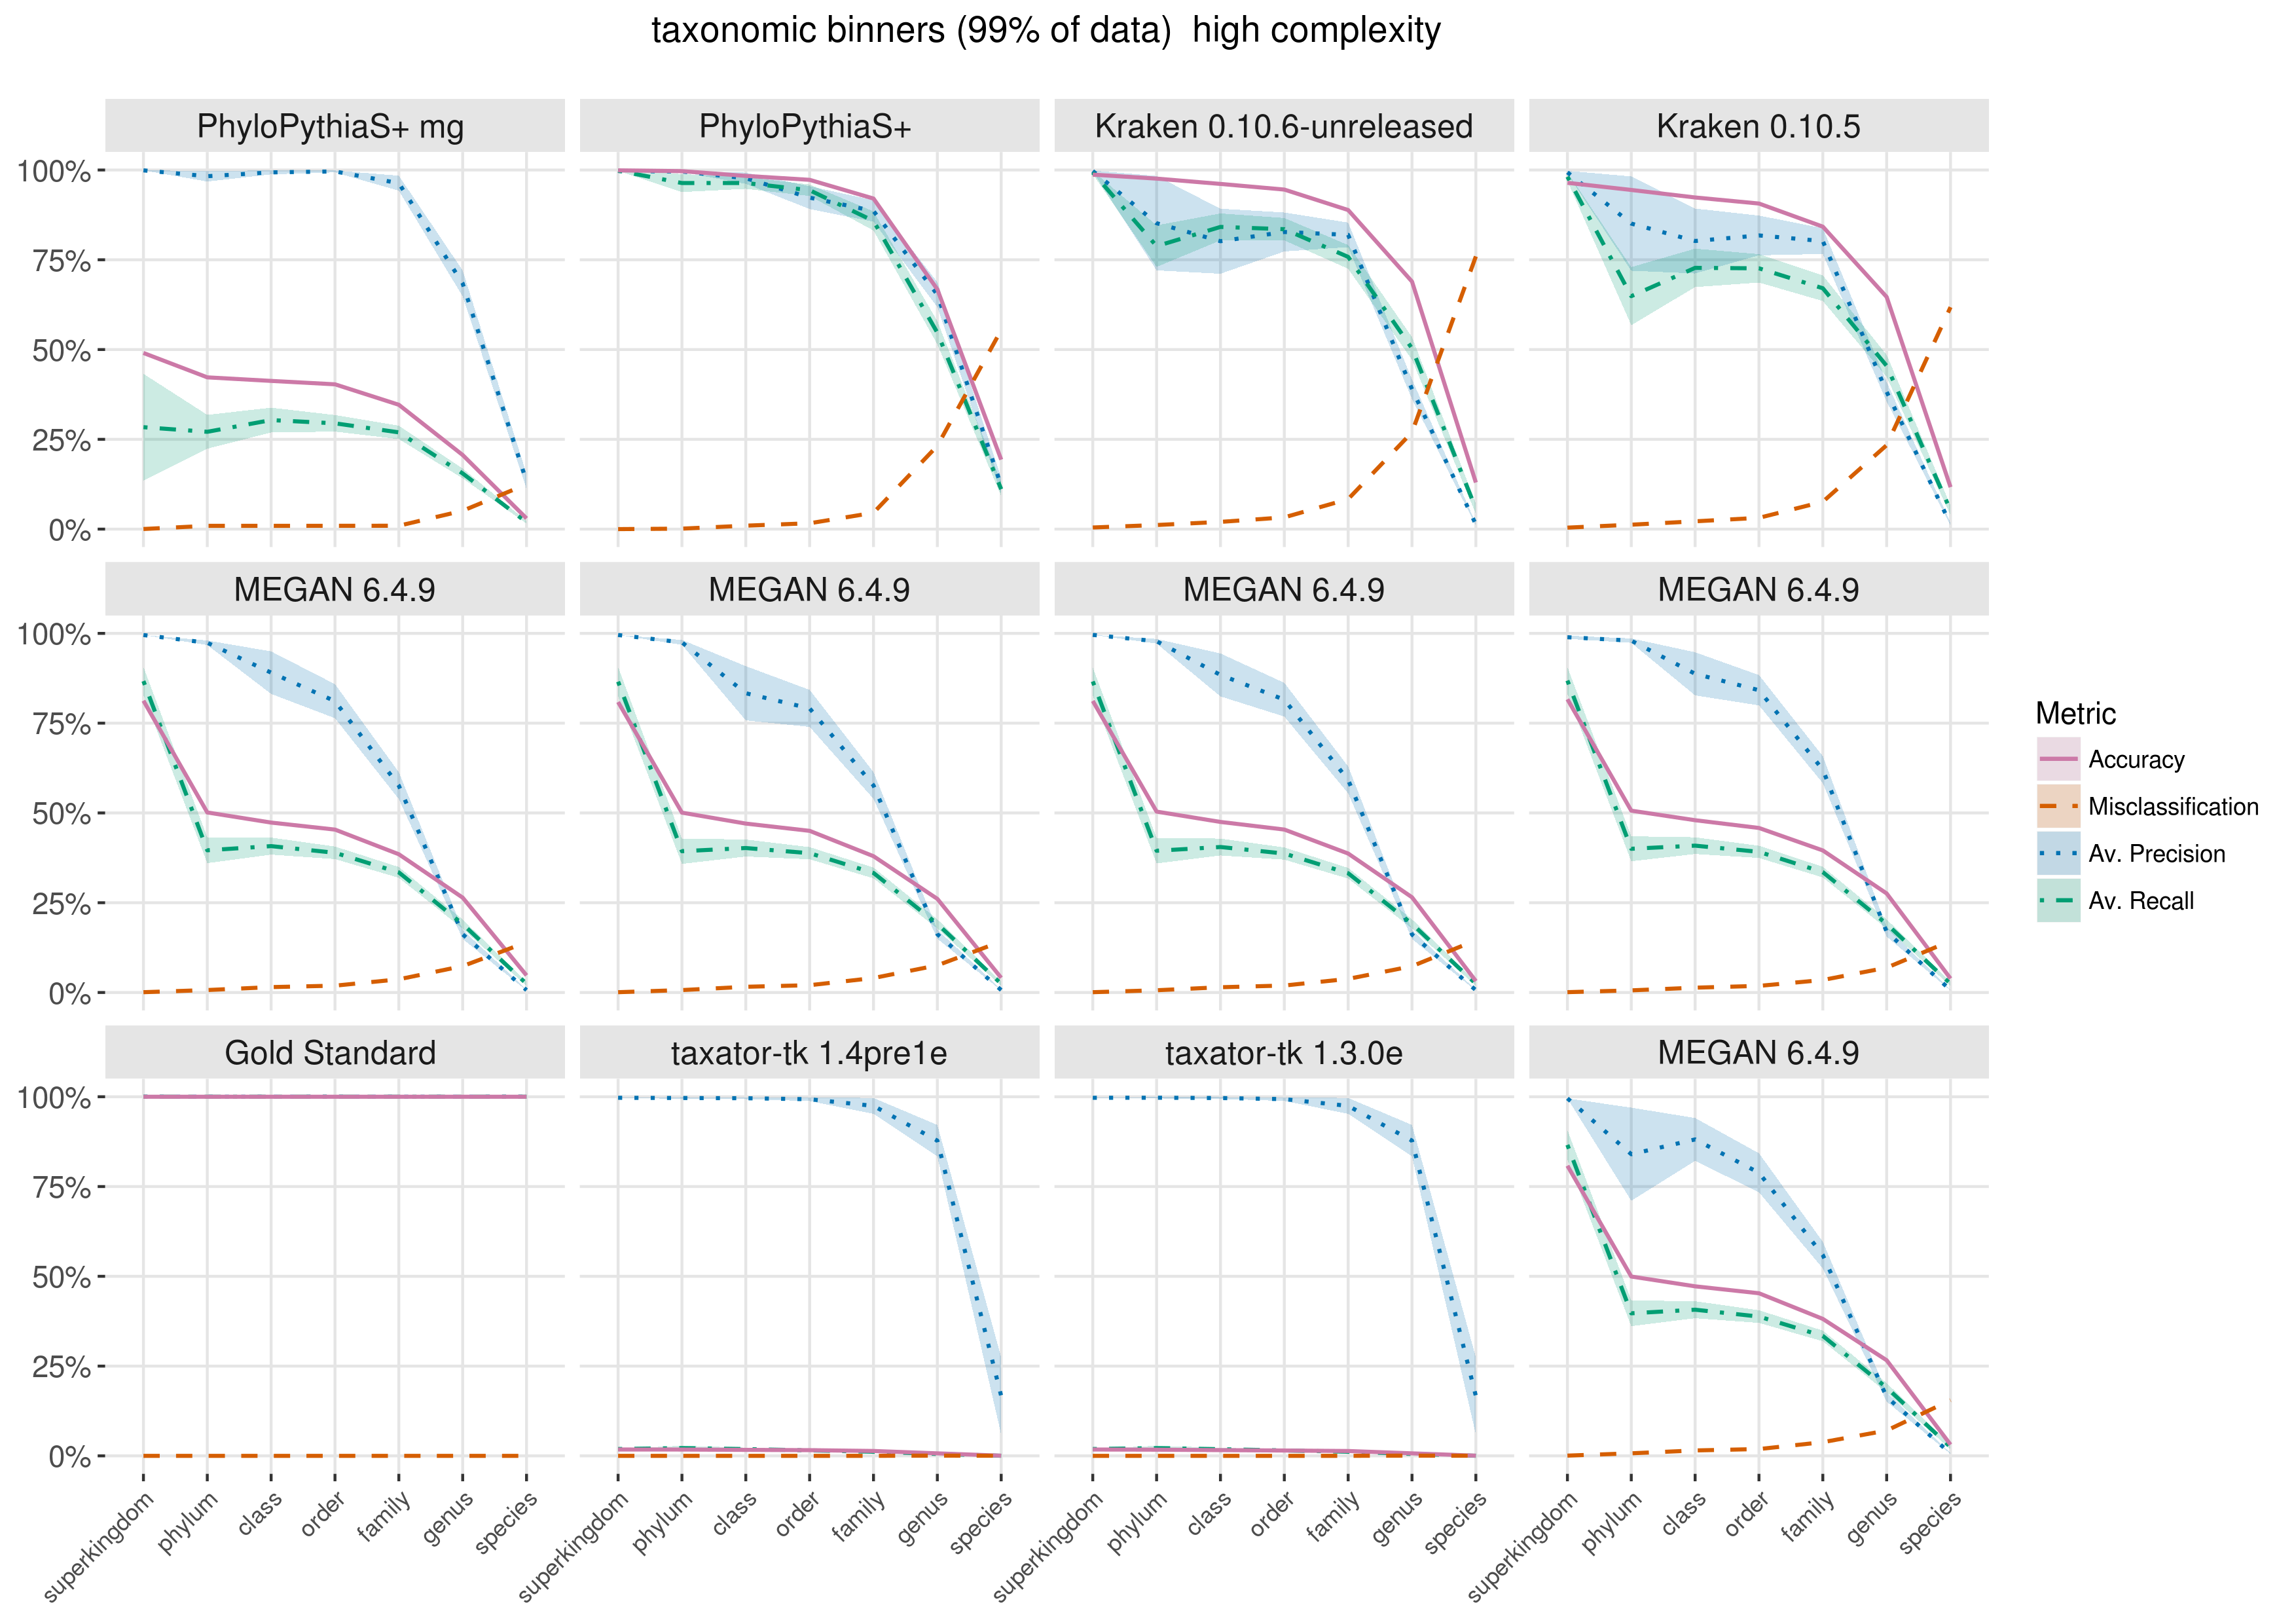 taxonomic binners (99% of data)  high complexity
PhyloPythiaS+ mg
PhyloPythiaS+
Kraken 0.10.6-unreleased
Kraken 0.10.5
100%
75%
50%
25%
0%
MEGAN 6.4.9
MEGAN 6.4.9
MEGAN 6.4.9
MEGAN 6.4.9
100%
75%
50%
25%
0%
Gold Standard
taxator-tk 1.4pre1e
taxator-tk 1.3.0e
MEGAN 6.4.9
100%
75%
50%
25%
0%
superkingdom
phylum
class
order
family
genus
species
superkingdom
phylum
class
order
family
genus
species
superkingdom
phylum
class
order
family
genus
species
superkingdom
phylum
class
order
family
genus
species
Metric
Accuracy
Misclassification
Av. Precision
Av. Recall